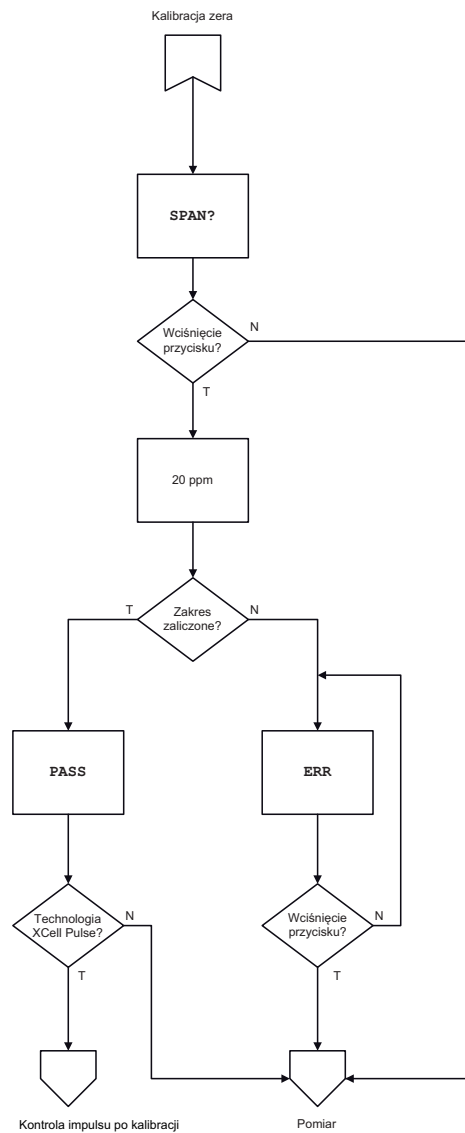 Kalibracja zera
SPAN?
Wciśnięcie
przycisku?
N
T
20 ppm
T
Zakres
zaliczone?
N
PASS
ERR
Technologia
XCell Pulse?
N
T
Wciśnięcie
przycisku?
N
T
Kontrola impulsu po kalibracji
Pomiar